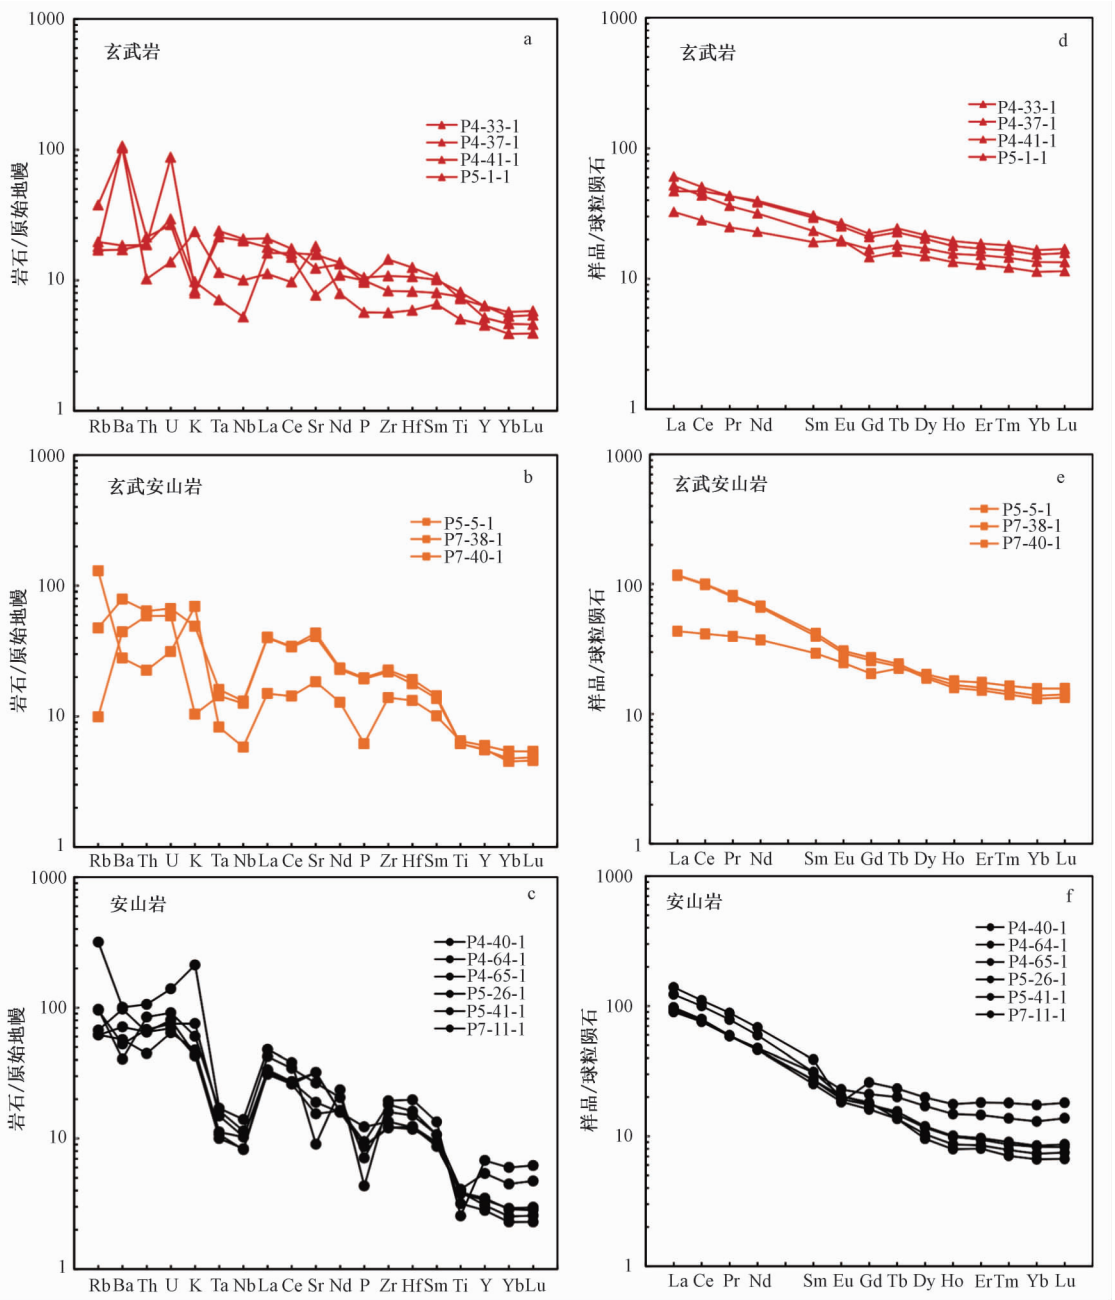 1000
100
10
1
岩石/原始地幔
玄武岩
a
P4-33-1
P4-37-1
P4-41-1
P5-1-1
Rb Ba Th U K Ta Nb La Ce Sr Nd P Zr Hf Sm Ti Y Yb Lu
1000
100
10
1
样品/球粒陨石
玄武岩
d
P4-33-1
P4-37-1
P4-41-1
P5-1-1
La Ce Pr Nd Sm Eu Gd Tb Dy Ho Er Tm Yb Lu
1000
100
10
1
岩石/原始地幔
玄武安山岩
b
P5-5-1
P7-38-1
P7-40-1
Rb Ba Th U K Ta Nb La Ce Sr Nd P Zr Hf Sm Ti Y Yb Lu
1000
100
10
1
样品/球粒陨石
玄武安山岩
e
P5-5-1
P7-38-1
P7-40-1
La Ce Pr Nd Sm Eu Gd Tb Dy Ho Er Tm Yb Lu
1000
100
10
1
岩石/原始地幔
安山岩
c
P4-40-1
P4-64-1
P4-65-1
P5-26-1
P5-41-1
P7-11-1
Rb Ba Th U K Ta Nb La Ce Sr Nd P Zr Hf Sm Ti Y Yb Lu
1000
100
10
1
样品/球粒陨石
安山岩
f
P4-40-1
P4-64-1
P4-65-1
P5-26-1
P5-41-1
P7-11-1
La Ce Pr Nd Sm Eu Gd Tb Dy Ho Er Tm Yb Lu